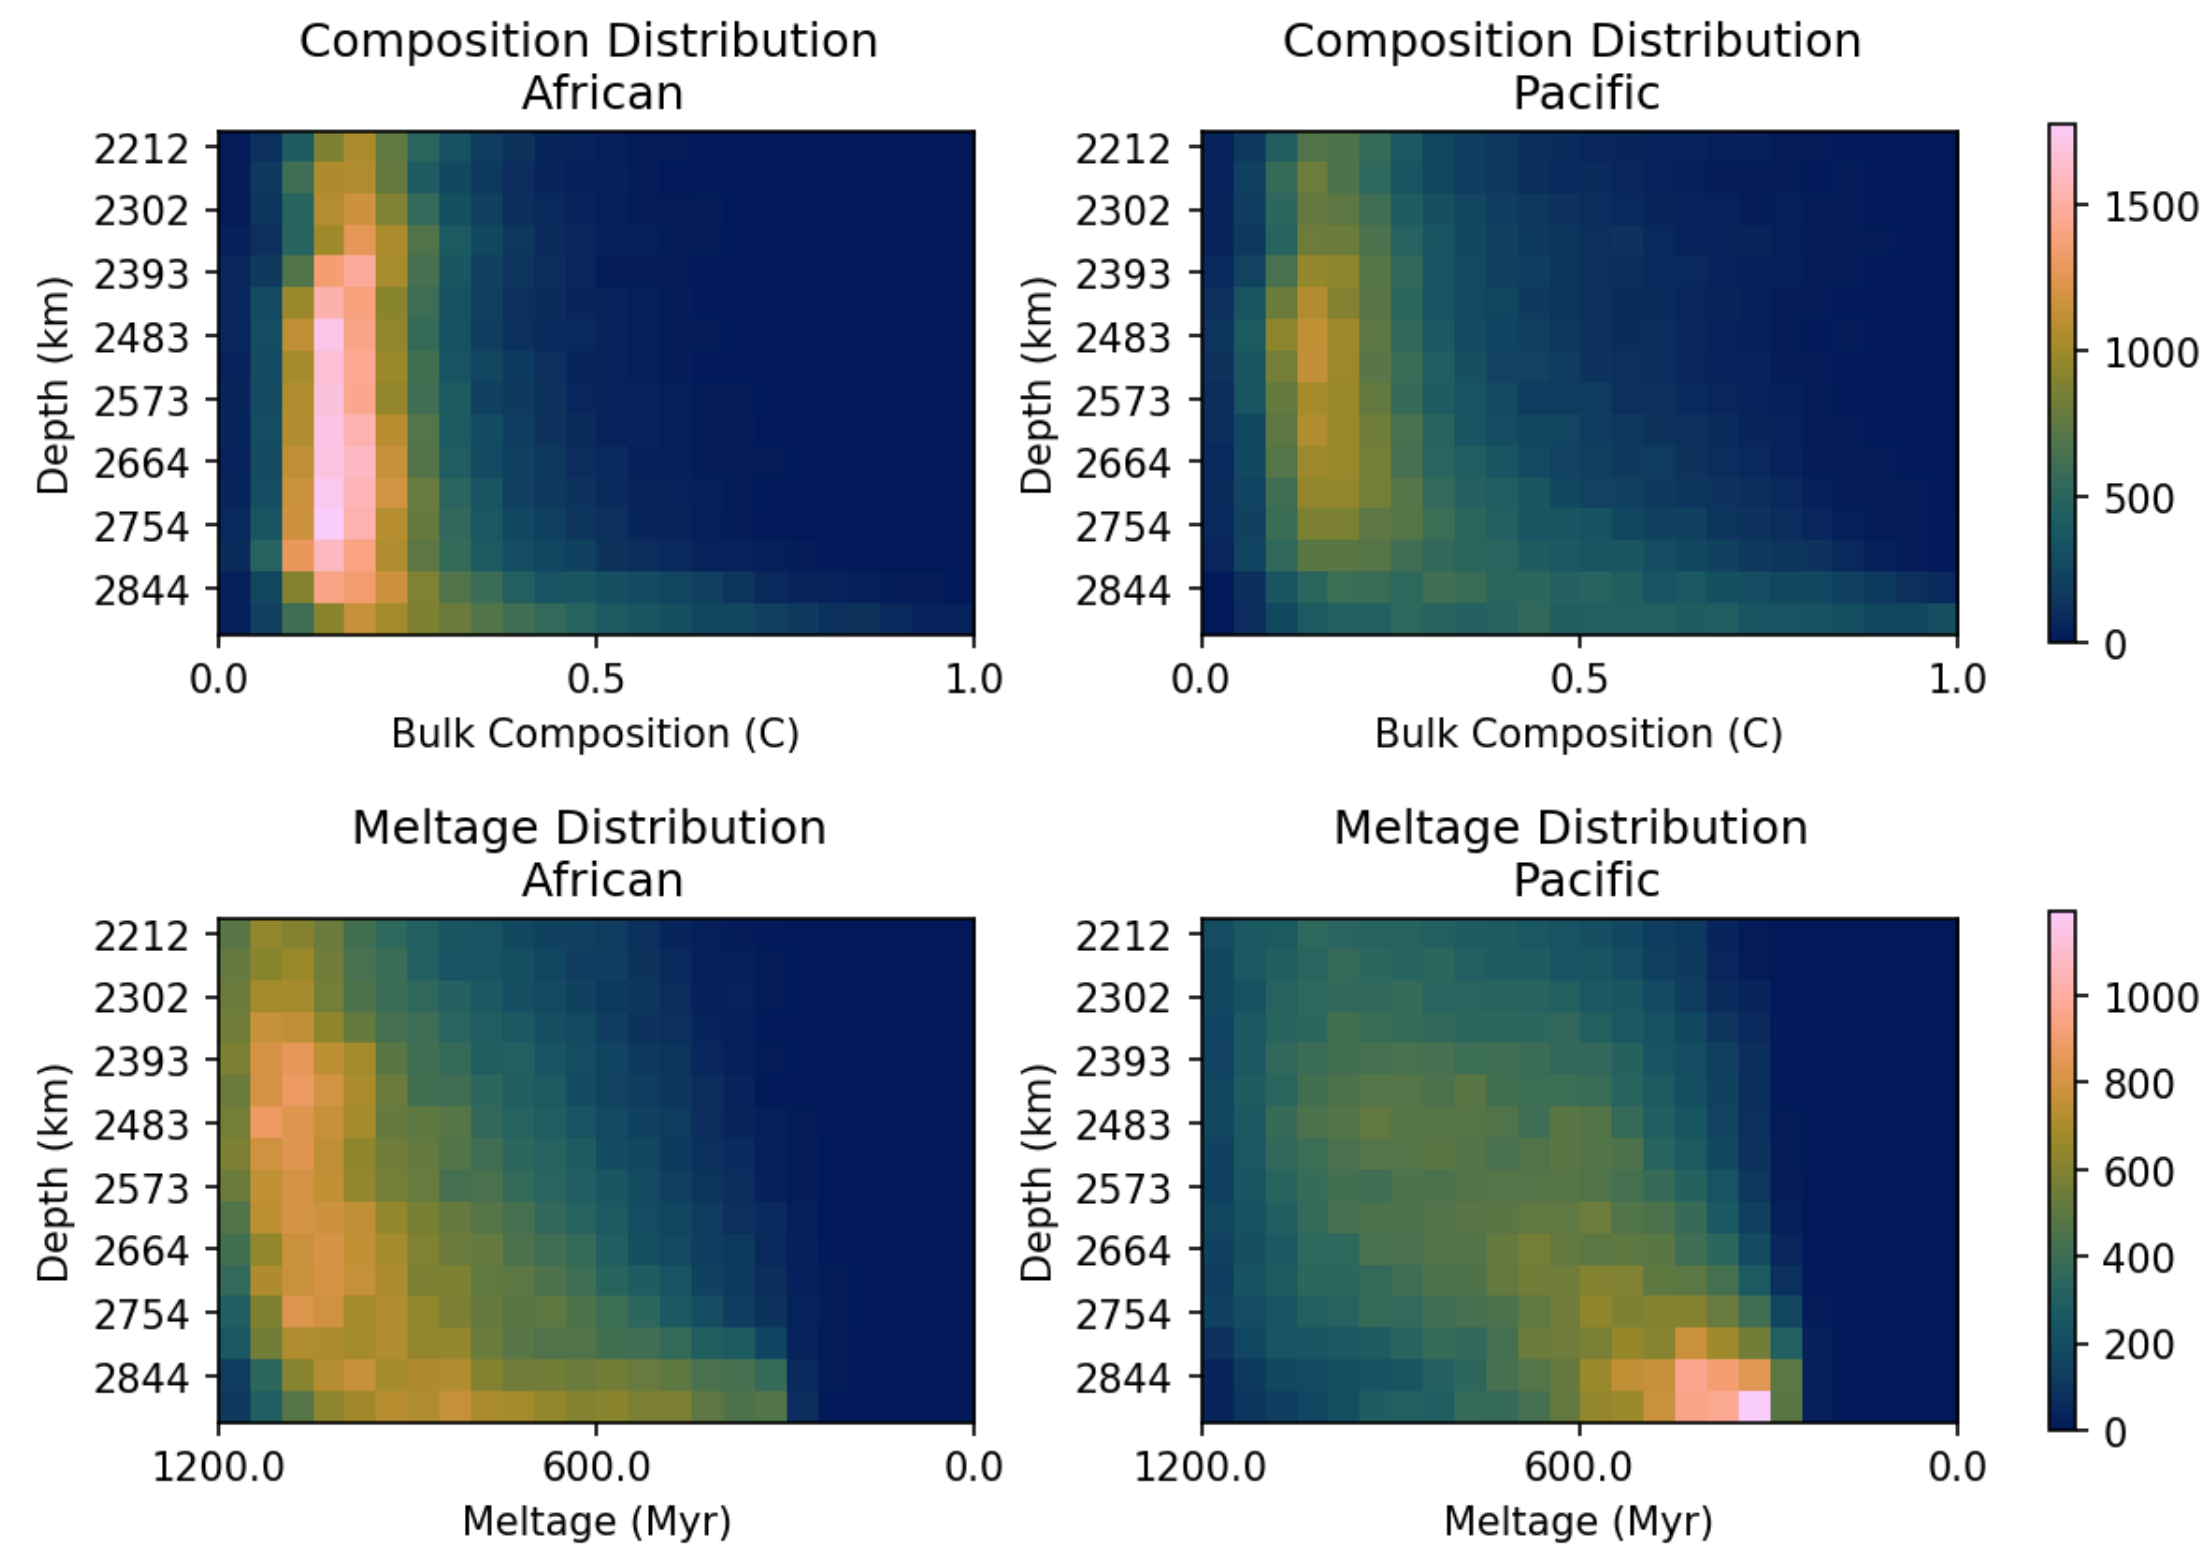 Composition Distribution
African
2212
2302
2393
2483
2573
2664
2754
2844
Depth (km)
0.0 0.5 1.0
Bulk Composition (C)
Composition Distribution
Pacific
2212
2302
2393
2483
2573
2664
2754
2844
Depth (km)
0.0 0.5 1.0
Bulk Composition (C)
1500
1000
500
0
Meltage Distribution
African
2212
2302
2393
2483
2573
2664
2754
2844
Depth (km)
1200.0 600.0 0.0
Meltage (Myr)
Meltage Distribution
Pacific
2212
2302
2393
2483
2573
2664
2754
2844
Depth (km)
1200.0 600.0 0.0
Meltage (Myr)
1000
800
600
400
200
0